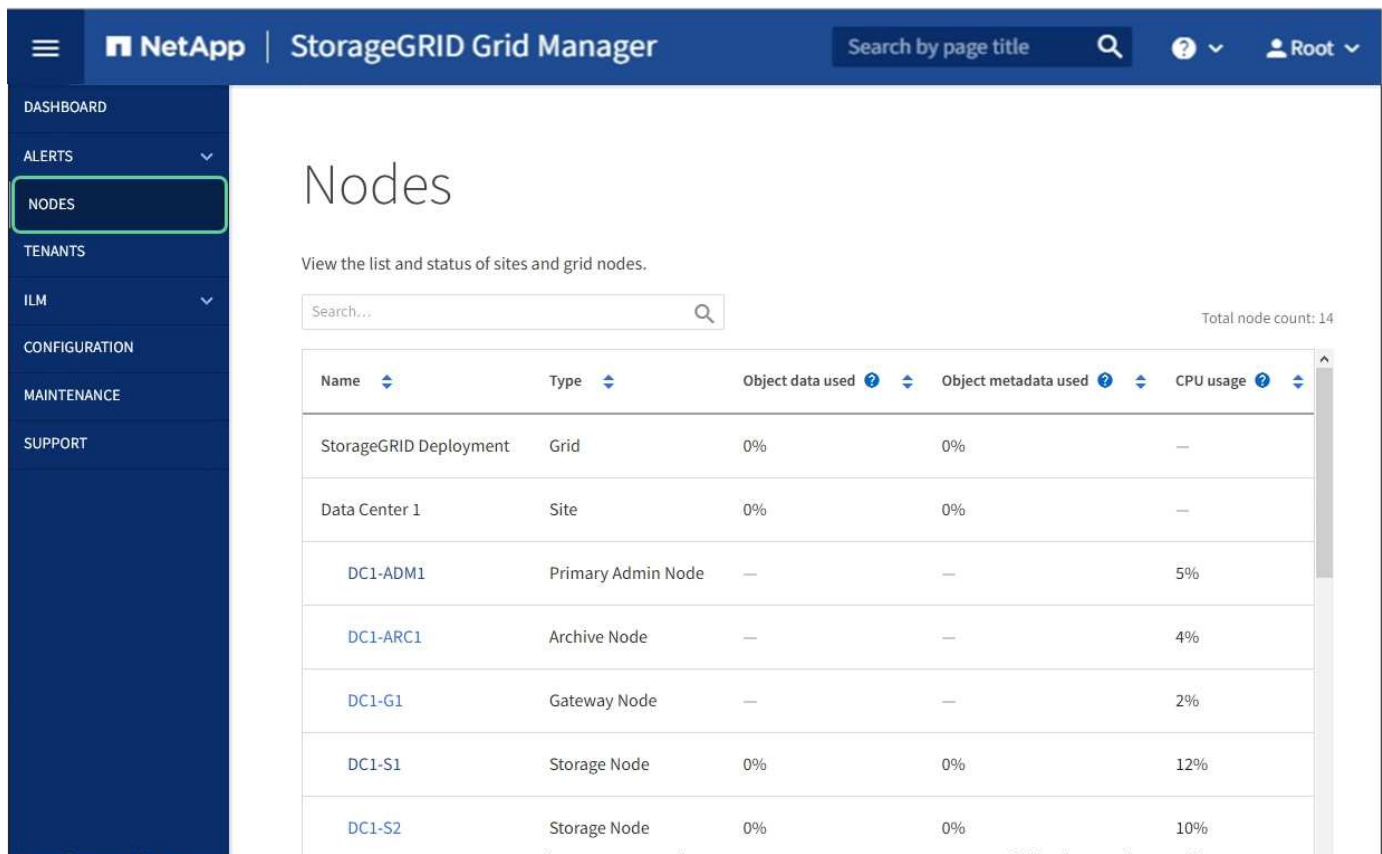 NetApp | StorageGRID Grid Manager Search by page title Root
DASHBOARD
ALERTS
NODES
TENANTS
ILM
CONFIGURATION
MAINTENANCE
SUPPORT
Nodes
View the list and status of sites and grid nodes.
Search...
Total node count: 14
Name Type Object data used Object metadata used CPU usage
StorageGRID Deployment Grid 0% 0% —
Data Center 1 Site 0% 0% —
DC1-ADM1 Primary Admin Node — — 5%
DC1-ARC1 Archive Node — — 4%
DC1-G1 Gateway Node — — 2%
DC1-S1 Storage Node 0% 0% 12%
DC1-S2 Storage Node 0% 0% 10%